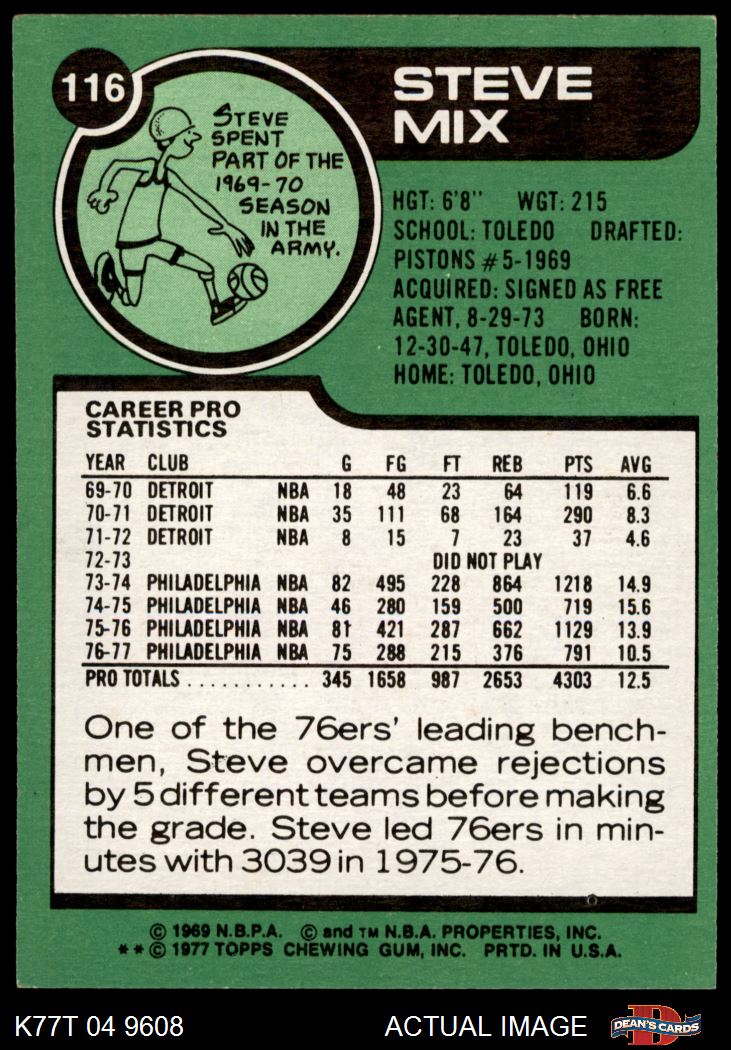 116
STEVE
MIX
STEVE
SPENT
PART OF THE
1969-70
SEASON
IN THE
ARMY.
HGT: 6'8" WGT: 215
SCHOOL: TOLEDO DRAFTED:
PISTONS #5-1969
ACQUIRED: SIGNED AS FREE
AGENT, 8-29-73 BORN:
12-30-47, TOLEDO, OHIO
HOME: TOLEDO, OHIO
CAREER PRO
STATISTICS
YEAR CLUB G FG FT REB PTS AVG
69-70 DETROIT NBA 18 48 23 64 119 6.6
70-71 DETROIT NBA 35 111 68 164 290 8.3
71-72 DETROIT NBA 8 15 7 23 37 4.6
72-73 DID NOT PLAY
73-74 PHILADELPHIA NBA 82 495 228 864 1218 14.9
74-75 PHILADELPHIA NBA 46 280 159 500 719 15.6
75-76 PHILADELPHIA NBA 81 421 287 662 1129 13.9
76-77 PHILADELPHIA NBA 75 288 215 376 791 10.5
PRO TOTALS . . . . . . . . . . . 345 1658 987 2653 4303 12.5
One of the 76ers' leading bench-
men, Steve overcame rejections
by 5 different teams before making
the grade. Steve led 76ers in min-
utes with 3039 in 1975-76.
© 1969 N.B.P.A. © and TM N.B.A. PROPERTIES, INC.
**© 1977 TOPPS CHEWING GUM, INC. PRTD. IN U.S.A.
K77T 04 9608 ACTUAL IMAGE
D
DEAN'S CARDS